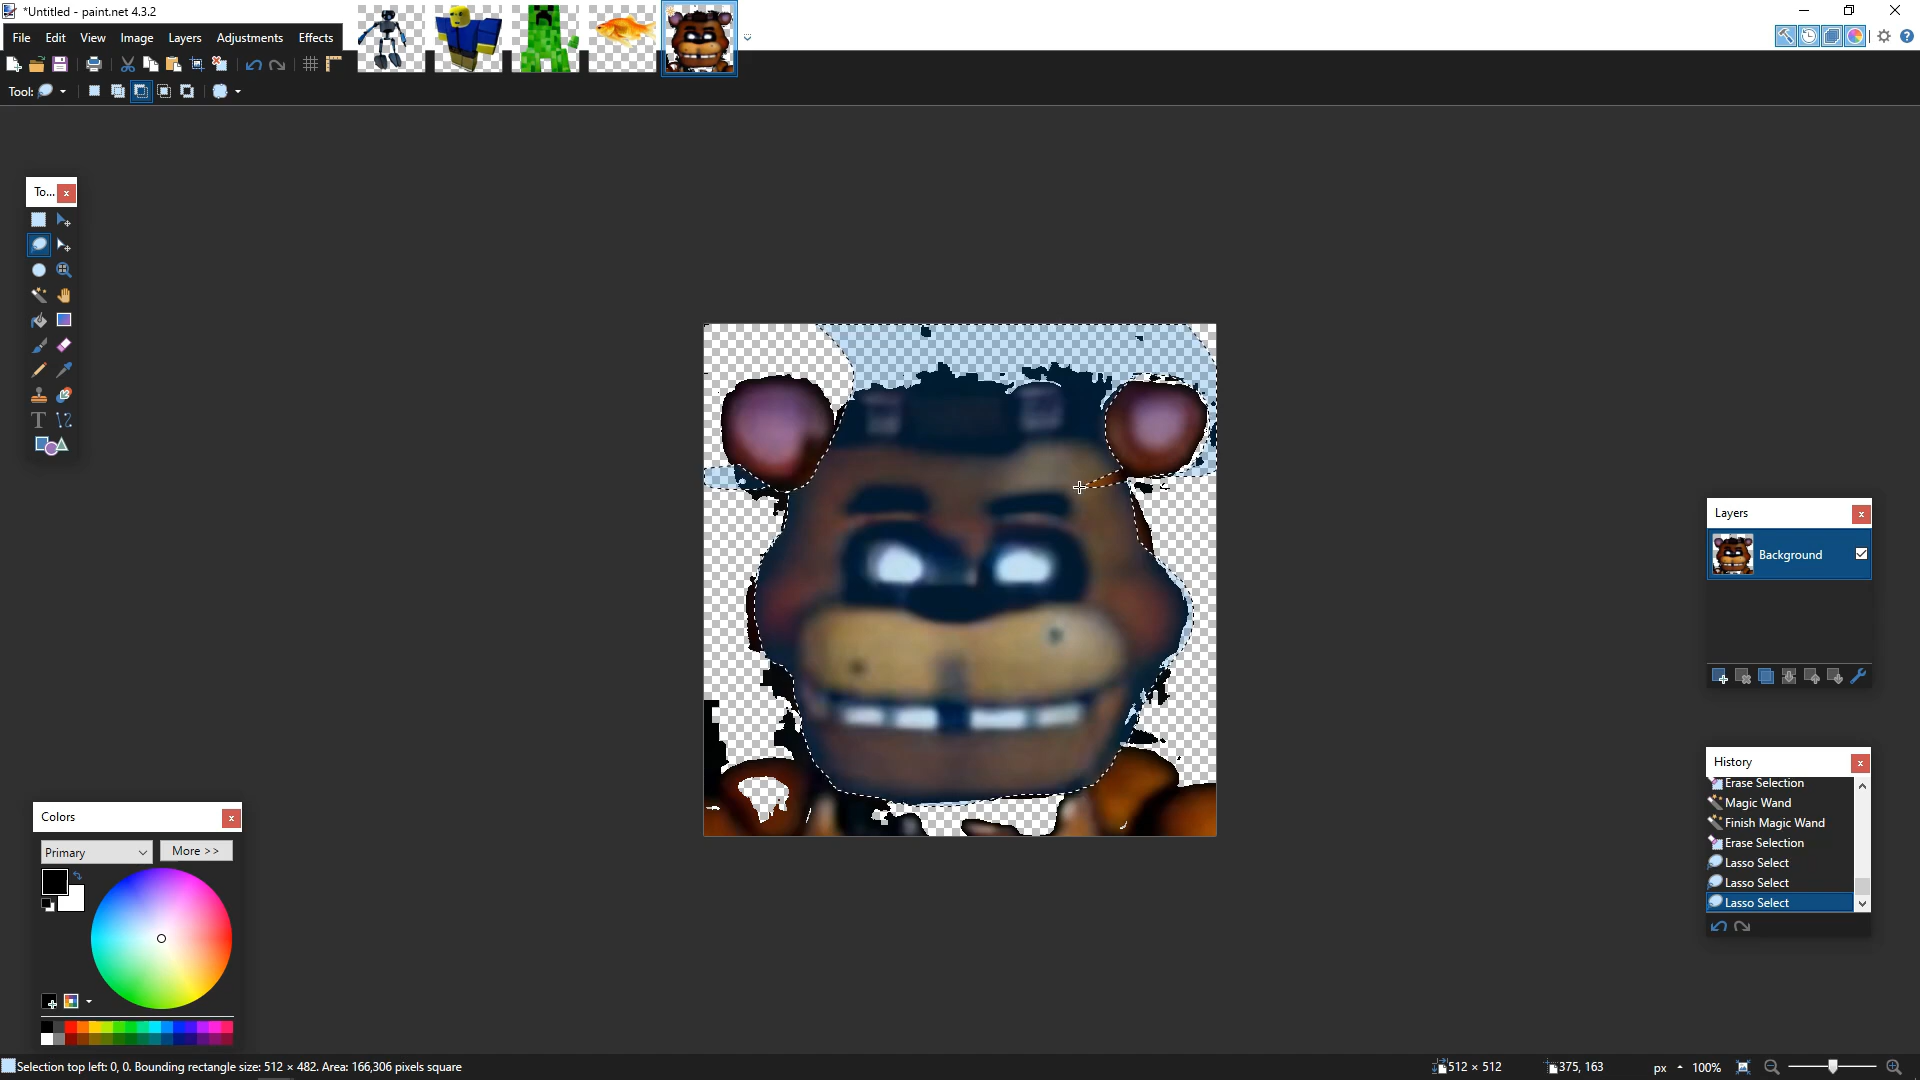 *Untitled - paint.net 4.3.2
File Edit View Image Layers Adjustments Effects
Tool:
To...
Layers
Background
History
Erase Selection
Magic Wand
Finish Magic Wand
Erase Selection
Lasso Select
Lasso Select
Lasso Select
Colors
Primary
More >>
Selection top left: 0, 0. Bounding rectangle size: 512 × 482. Area: 166,306 pixels square
512 × 512
375, 163
px
100%